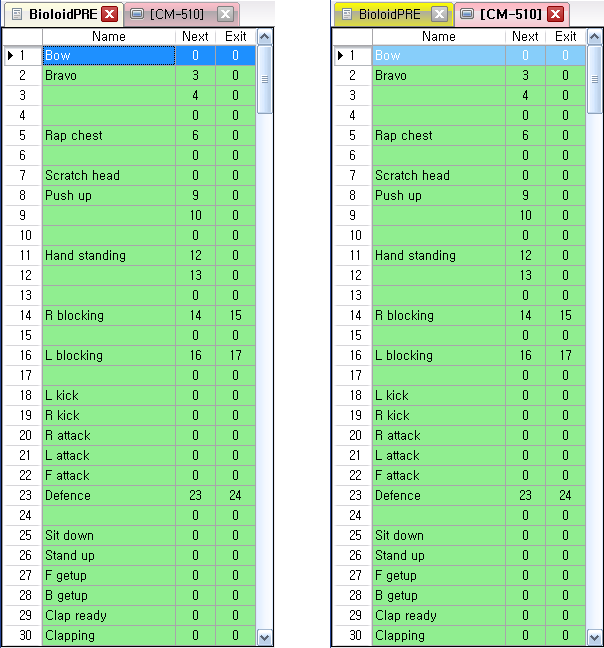 BioloidPRE [CM-510]
Name Next Exit
1 Bow 0 0
2 Bravo 3 0
3 4 0
4 0 0
5 Rap chest 6 0
6 0 0
7 Scratch head 0 0
8 Push up 9 0
9 10 0
10 0 0
11 Hand standing 12 0
12 13 0
13 0 0
14 R blocking 14 15
15 0 0
16 L blocking 16 17
17 0 0
18 L kick 0 0
19 R kick 0 0
20 R attack 0 0
21 L attack 0 0
22 F attack 0 0
23 Defence 23 24
24 0 0
25 Sit down 0 0
26 Stand up 0 0
27 F getup 0 0
28 B getup 0 0
29 Clap ready 0 0
30 Clapping 0 0
BioloidPRE [CM-510]
Name Next Exit
1 Bow 0 0
2 Bravo 3 0
3 4 0
4 0 0
5 Rap chest 6 0
6 0 0
7 Scratch head 0 0
8 Push up 9 0
9 10 0
10 0 0
11 Hand standing 12 0
12 13 0
13 0 0
14 R blocking 14 15
15 0 0
16 L blocking 16 17
17 0 0
18 L kick 0 0
19 R kick 0 0
20 R attack 0 0
21 L attack 0 0
22 F attack 0 0
23 Defence 23 24
24 0 0
25 Sit down 0 0
26 Stand up 0 0
27 F getup 0 0
28 B getup 0 0
29 Clap ready 0 0
30 Clapping 0 0